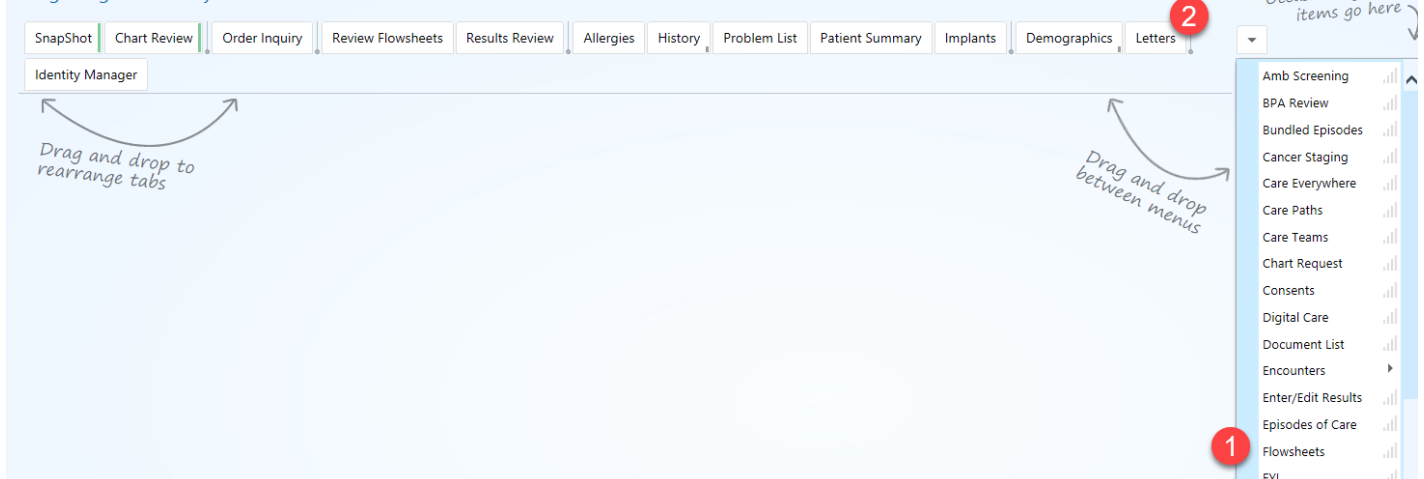 items go here
2
SnapShot Chart Review Order Inquiry Review Flowsheets Results Review Allergies History Problem List Patient Summary Implants Demographics Letters
Identity Manager
Drag and drop to
rearrange tabs
Drag and drop
between menus
Amb Screening
BPA Review
Bundled Episodes
Cancer Staging
Care Everywhere
Care Paths
Care Teams
Chart Request
Consents
Digital Care
Document List
Encounters
Enter/Edit Results
Episodes of Care
1
Flowsheets
FYI